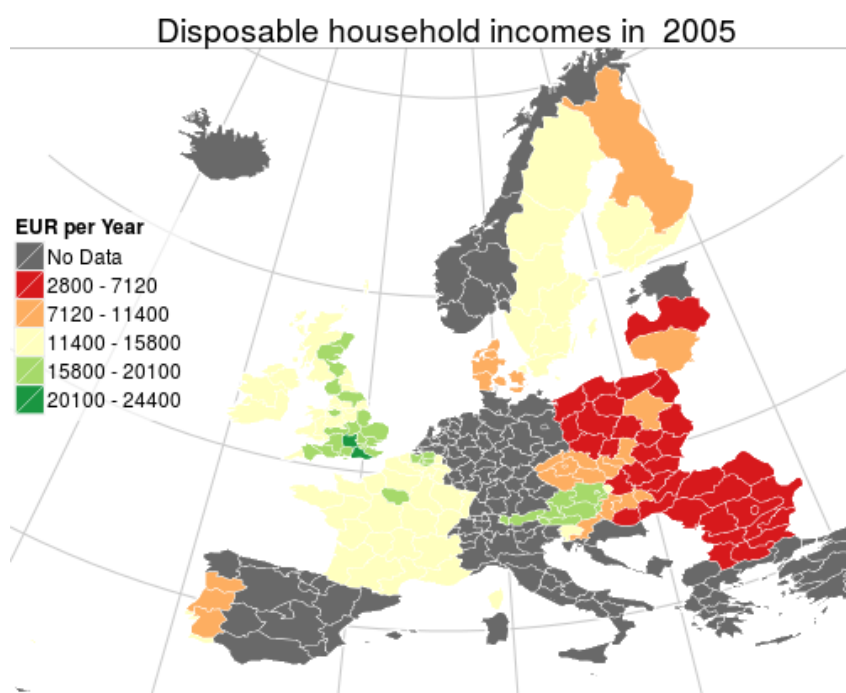 Disposable household incomes in 2005
EUR per Year
No Data
2800 - 7120
7120 - 11400
11400 - 15800
15800 - 20100
20100 - 24400